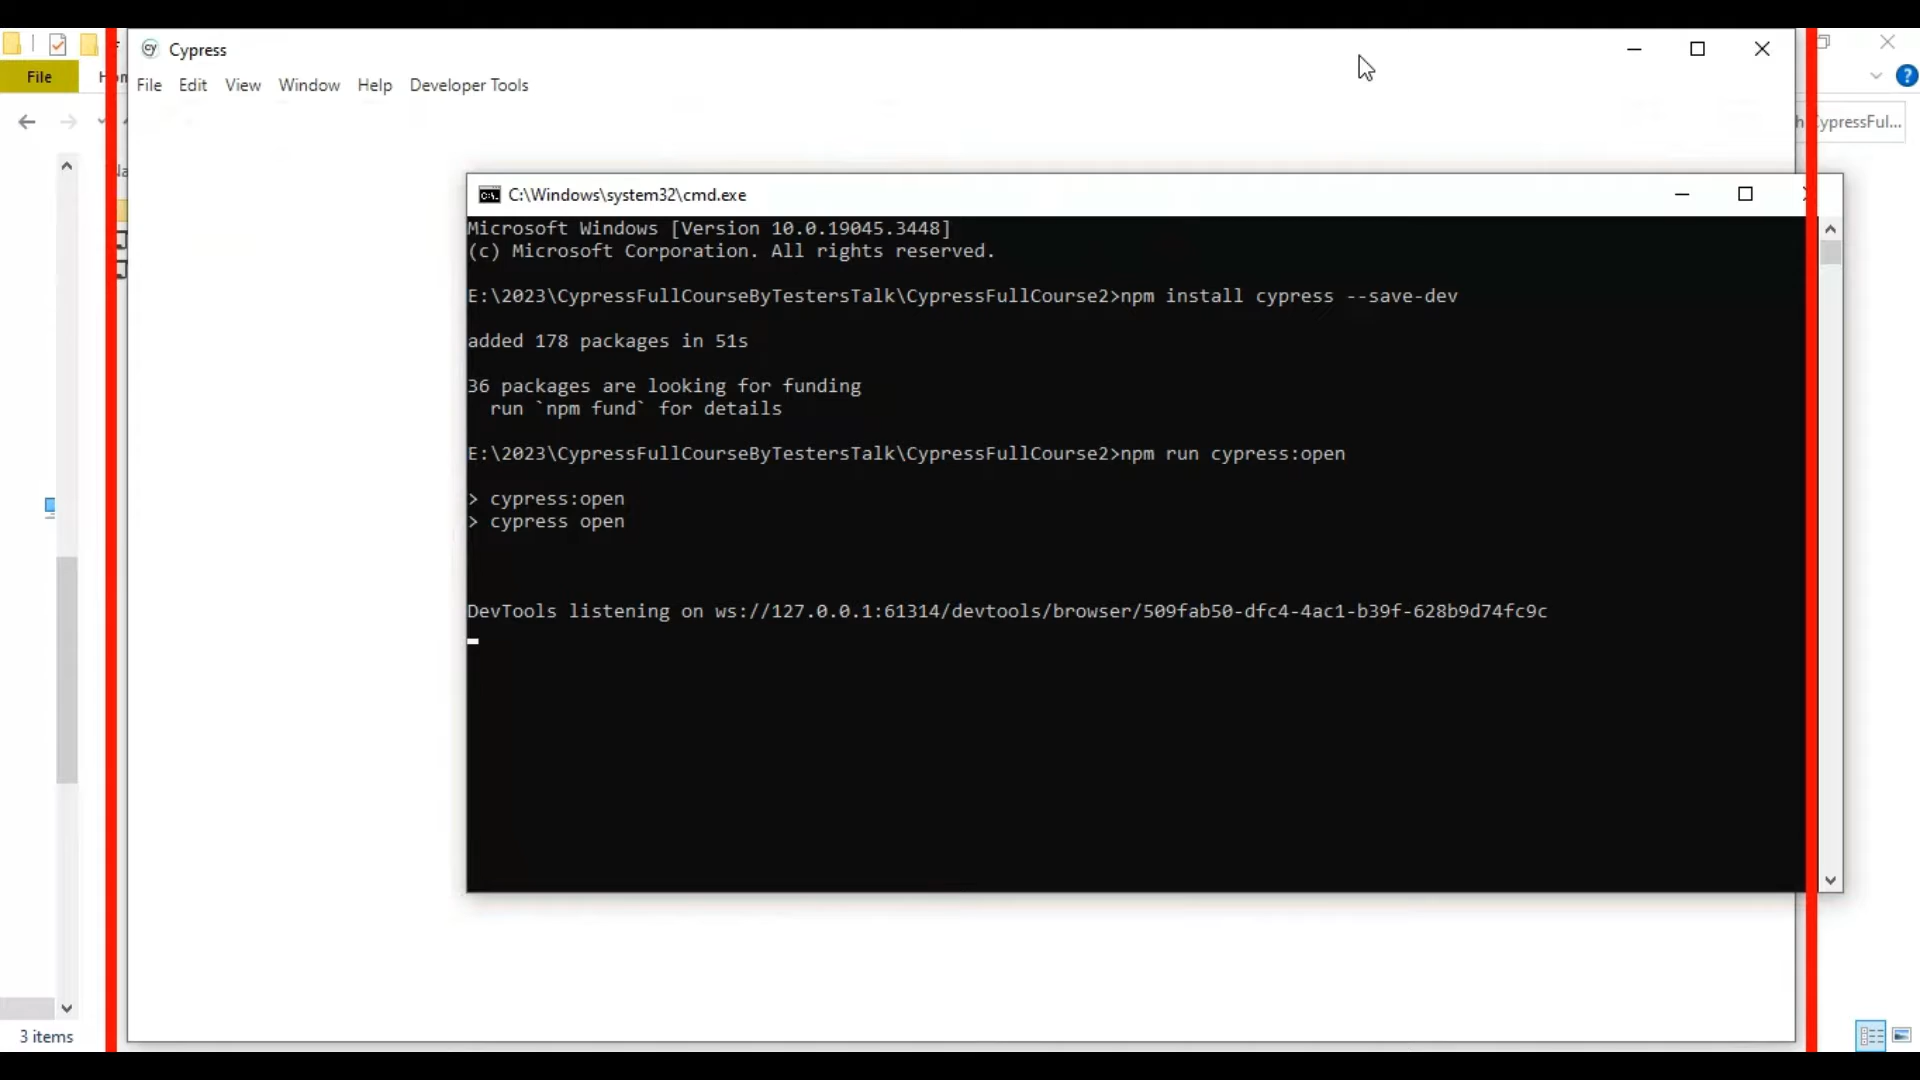 Cypress
File
File Edit View Window Help Developer Tools
ypressFul...
C:\Windows\system32\cmd.exe
Microsoft Windows [Version 10.0.19045.3448]
(c) Microsoft Corporation. All rights reserved.
E:\2023\CypressFullCourseByTestersTalk\CypressFullCourse2>npm install cypress --save-dev
added 178 packages in 51s
36 packages are looking for funding
run `npm fund` for details
E:\2023\CypressFullCourseByTestersTalk\CypressFullCourse2>npm run cypress:open
> cypress:open
> cypress open
DevTools listening on ws://127.0.0.1:61314/devtools/browser/509fab50-dfc4-4ac1-b39f-628b9d74fc9c
3 items